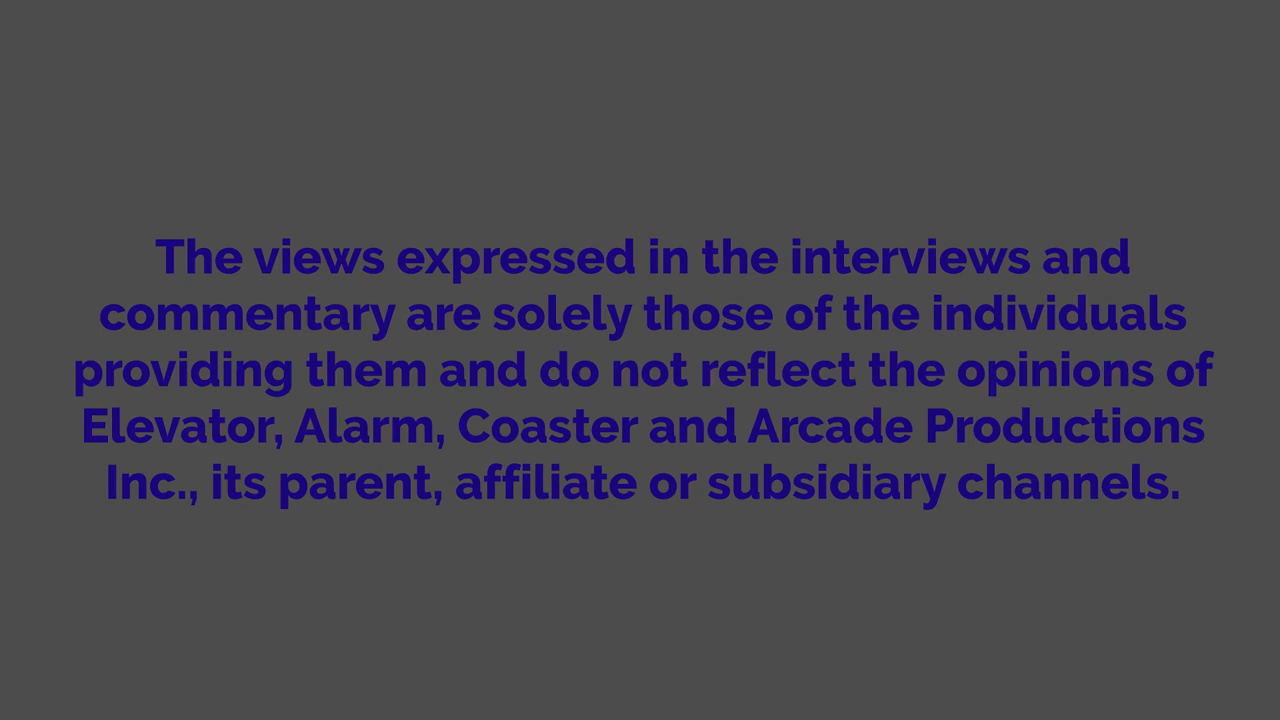 The views expressed in the interviews and
commentary are solely those of the individuals
providing them and do not reflect the opinions of
Elevator, Alarm, Coaster and Arcade Productions
Inc., its parent, affiliate or subsidiary channels.